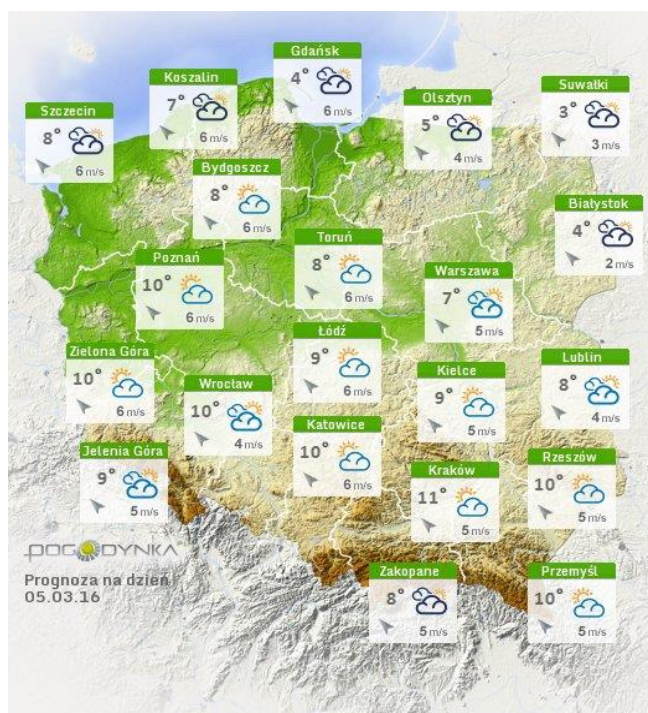 Gdańsk
4°
6 m/s
Koszalin
7°
6 m/s
Suwałki
3°
3 m/s
Olsztyn
5°
4 m/s
Szczecin
8°
6 m/s
Bydgoszcz
8°
6 m/s
Białystok
4°
2 m/s
Toruń
8°
6 m/s
Poznań
10°
6 m/s
Warszawa
7°
5 m/s
Łódź
9°
6 m/s
Zielona Góra
10°
6 m/s
Lublin
8°
4 m/s
Kielce
9°
5 m/s
Wrocław
10°
4 m/s
Katowice
10°
6 m/s
Jelenia Góra
9°
5 m/s
Rzeszów
10°
5 m/s
Kraków
11°
5 m/s
POGODYNKA
Prognoza na dzień
05.03.16
Zakopane
8°
5 m/s
Przemyśl
10°
5 m/s